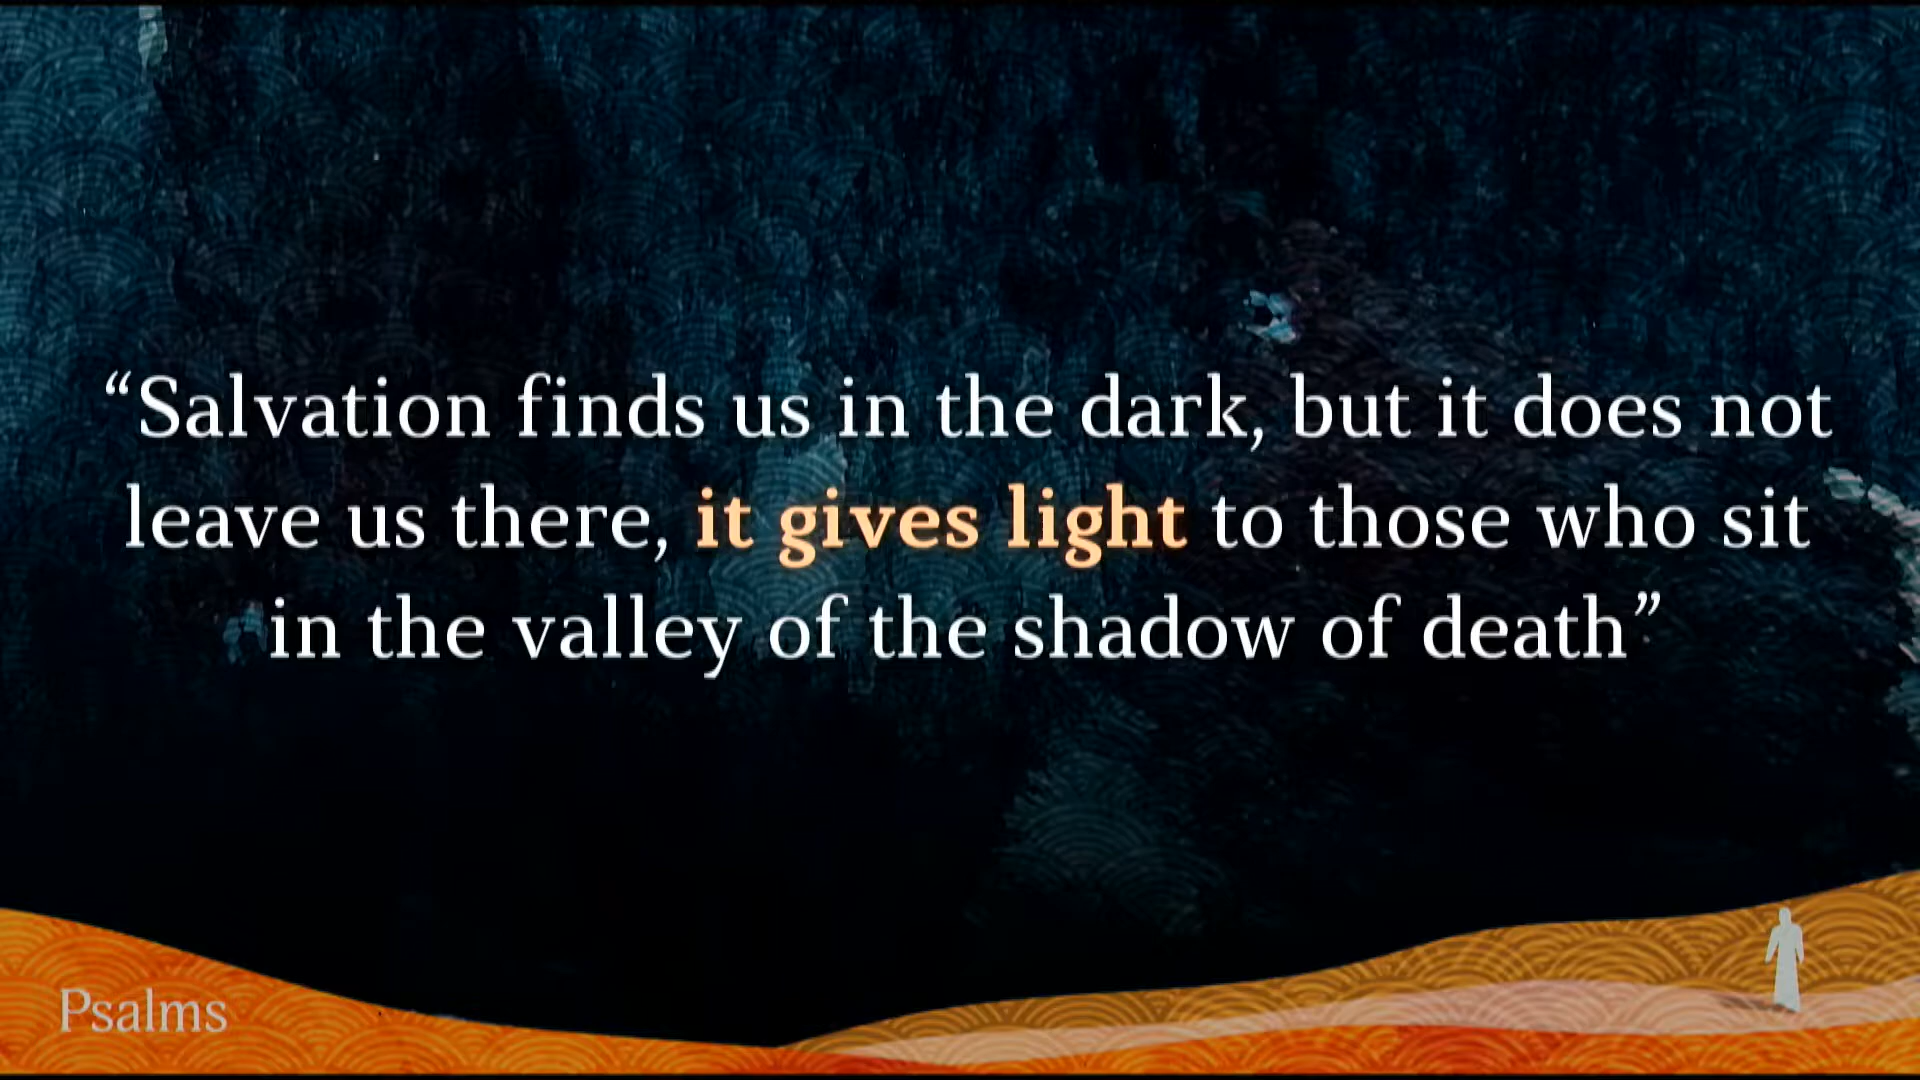 “Salvation finds us in the dark, but it does not
leave us there, it gives light to those who sit
in the valley of the shadow of death”
Psalms